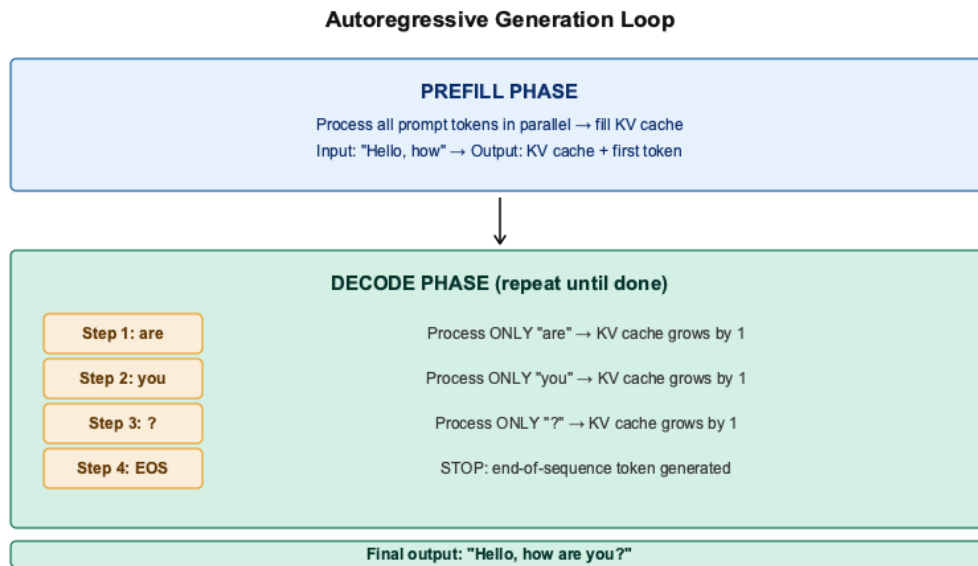 Autoregressive Generation Loop
PREFILL PHASE
Process all prompt tokens in parallel → fill KV cache
Input: "Hello, how" → Output: KV cache + first token
DECODE PHASE (repeat until done)
Step 1: are
Process ONLY "are" → KV cache grows by 1
Step 2: you
Process ONLY "you" → KV cache grows by 1
Step 3: ?
Process ONLY "?" → KV cache grows by 1
Step 4: EOS
STOP: end-of-sequence token generated
Final output: "Hello, how are you?"